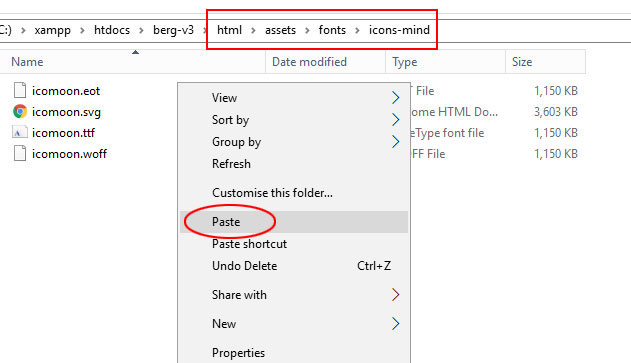 C:) > xampp > htdocs > berg-v3 > html > assets > fonts > icons-mind
Name Date modified Type Size
icomoon.eot T File 1,150 KB
icomoon.svg ome HTML Do... 3,603 KB
icomoon.ttf eType font file 1,150 KB
icomoon.woff FF File 1,150 KB
View
Sort by
Group by
Refresh
Customise this folder...
Paste
Paste shortcut
Undo Delete Ctrl+Z
Share with
New
Properties